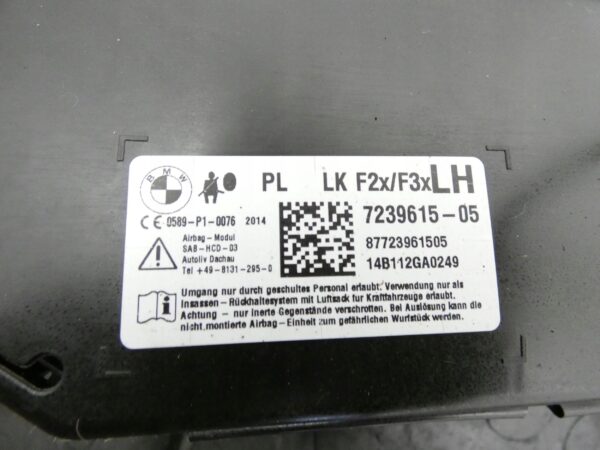 BMW PL LK F2x/F3x LH
CE 0589-P1-0076 2014 7239615-05
Airbag-Modul
SAB-HCD-03
Autoliv Dachau
Tel +49-8131-295-0
87723961505
14B112GA0249
Umgang nur durch geschultes Personal erlaubt. Verwendung nur als
Insassen-Rückhaltesystem mit Luftsack für Kraftfahrzeuge erlaubt.
Achtung - nur inerte Gegenstände verschrotten. Bei Auslösung kann die
nicht montierte Airbag-Einheit zum gefährlichen Wurfstück werden.